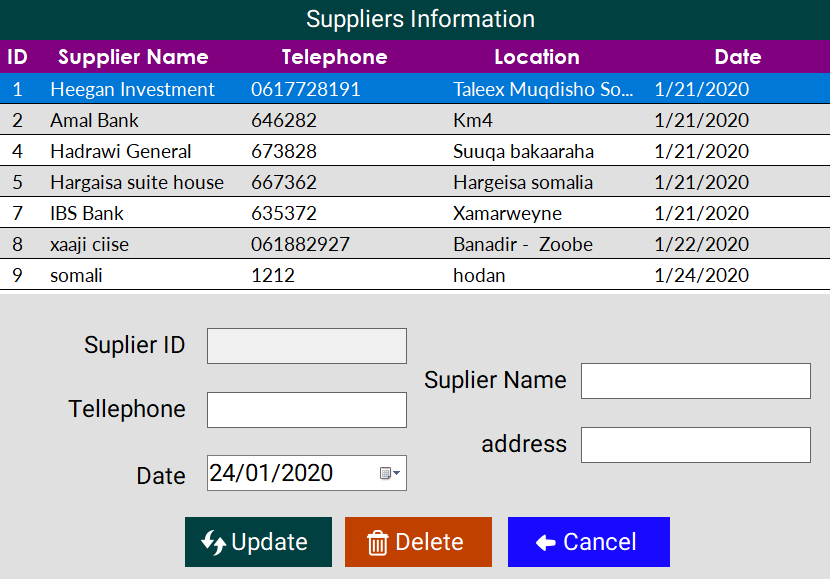 Suppliers Information
ID Supplier Name Telephone Location Date
1 Heegan Investment 0617728191 Taleex Muqdisho So... 1/21/2020
2 Amal Bank 646282 Km4 1/21/2020
4 Hadrawi General 673828 Suuqa bakaaraha 1/21/2020
5 Hargaisa suite house 667362 Hargeisa somalia 1/21/2020
7 IBS Bank 635372 Xamarweyne 1/21/2020
8 xaaji ciise 061882927 Banadir - Zoobe 1/22/2020
9 somali 1212 hodan 1/24/2020
Suplier ID
Suplier Name
Tellephone
address
Date 24/01/2020
Update Delete Cancel